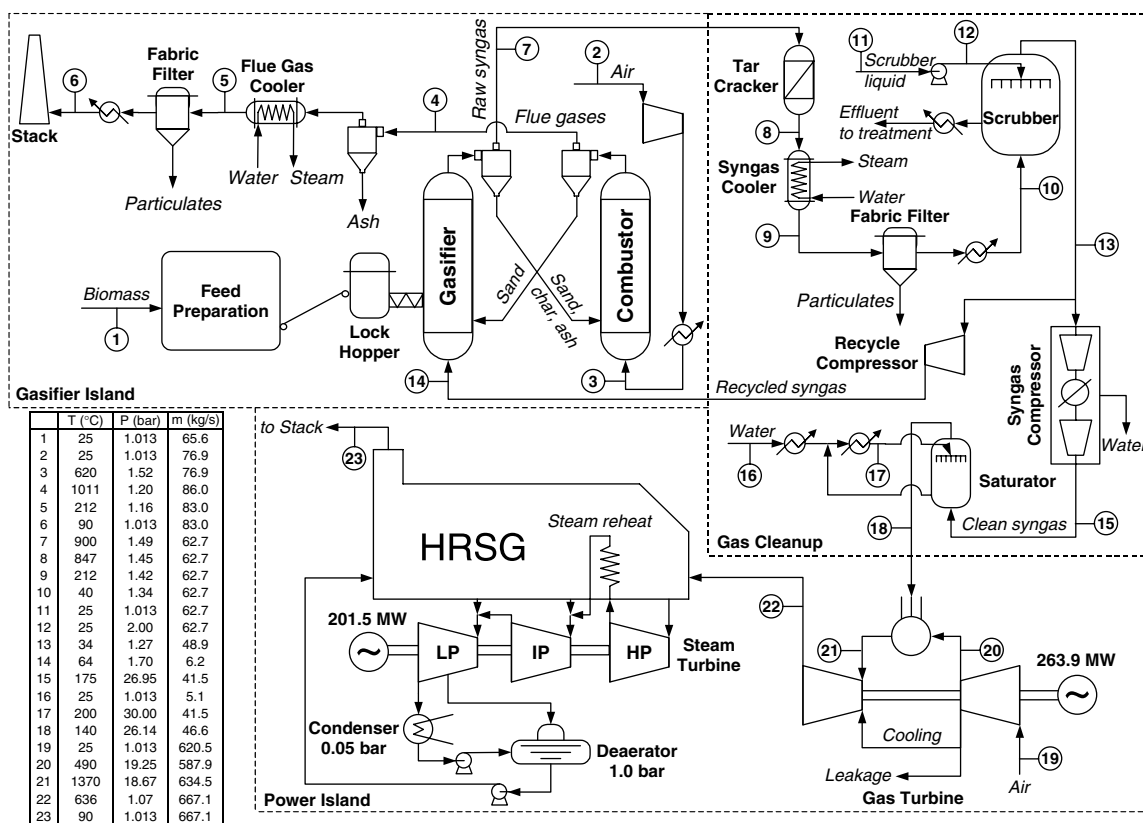 7
Raw syngas
2
Air
Fabric
Filter
6
5
Flue Gas
Cooler
4
Flue gases
Stack
Water
Steam
Particulates
Ash
Biomass
1
Feed
Preparation
Lock
Hopper
Gasifier
Sand
Sand,
char, ash
Combustor
14
3
Recycled syngas
Gasifier Island
Tar
Cracker
8
Syngas
Cooler
Steam
Water
9
Fabric Filter
Particulates
11
Scrubber
liquid
12
Effluent
to treatment
Scrubber
10
13
Recycle
Compressor
Syngas
Compressor
Water
Water
16
17
Saturator
18
Clean syngas
15
Gas Cleanup
T (°C) P (bar) m (kg/s)
1 25 1.013 65.6
2 25 1.013 76.9
3 620 1.52 76.9
4 1011 1.20 86.0
5 212 1.16 83.0
6 90 1.013 83.0
7 900 1.49 62.7
8 847 1.45 62.7
9 212 1.42 62.7
10 40 1.34 62.7
11 25 1.013 62.7
12 25 2.00 62.7
13 34 1.27 48.9
14 64 1.70 6.2
15 175 26.95 41.5
16 25 1.013 5.1
17 200 30.00 41.5
18 140 26.14 46.6
19 25 1.013 620.5
20 490 19.25 587.9
21 1370 18.67 634.5
22 636 1.07 667.1
23 90 1.013 667.1
to Stack
23
HRSG
Steam reheat
201.5 MW
LP
IP
HP
Steam
Turbine
Condenser
0.05 bar
Deaerator
1.0 bar
Power Island
22
21
20
263.9 MW
Cooling
Leakage
19
Air
Gas Turbine